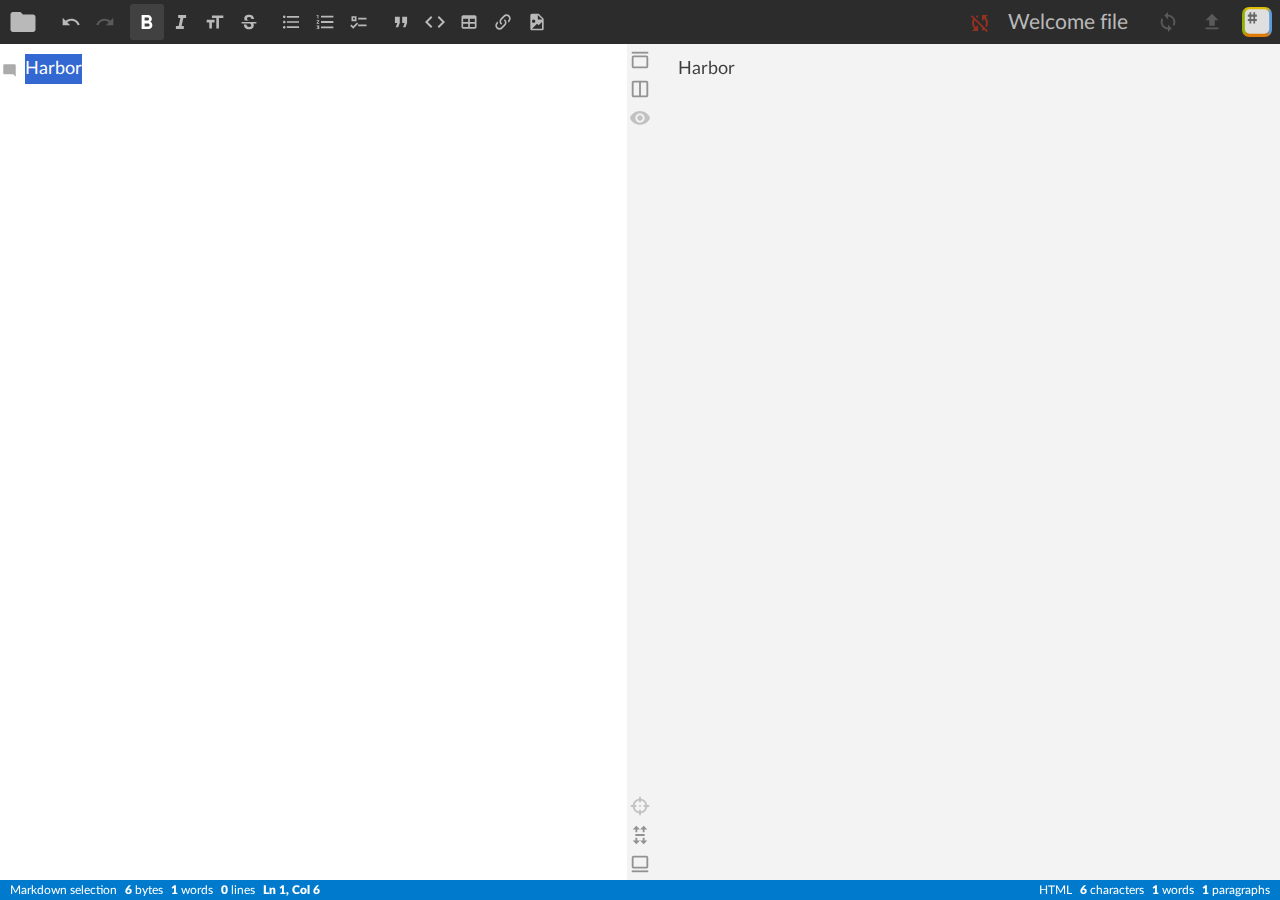 Welcome file
Harbor
Harbor
Markdown selection 6 bytes 1 words 0 lines Ln 1, Col 6
HTML 6 characters 1 words 1 paragraphs